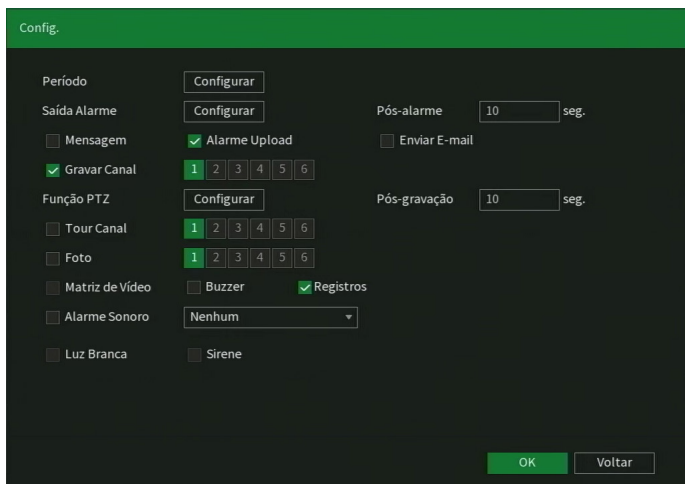 Config.
Período Configurar
Saída Alarme Configurar Pós-alarme 10 seg.
Mensagem Alarme Upload Enviar E-mail
Gravar Canal 1 2 3 4 5 6
Função PTZ Configurar Pós-gravação 10 seg.
Tour Canal 1 2 3 4 5 6
Foto 1 2 3 4 5 6
Matriz de Vídeo Buzzer Registros
Alarme Sonoro Nenhum
Luz Branca Sirene
OK Voltar